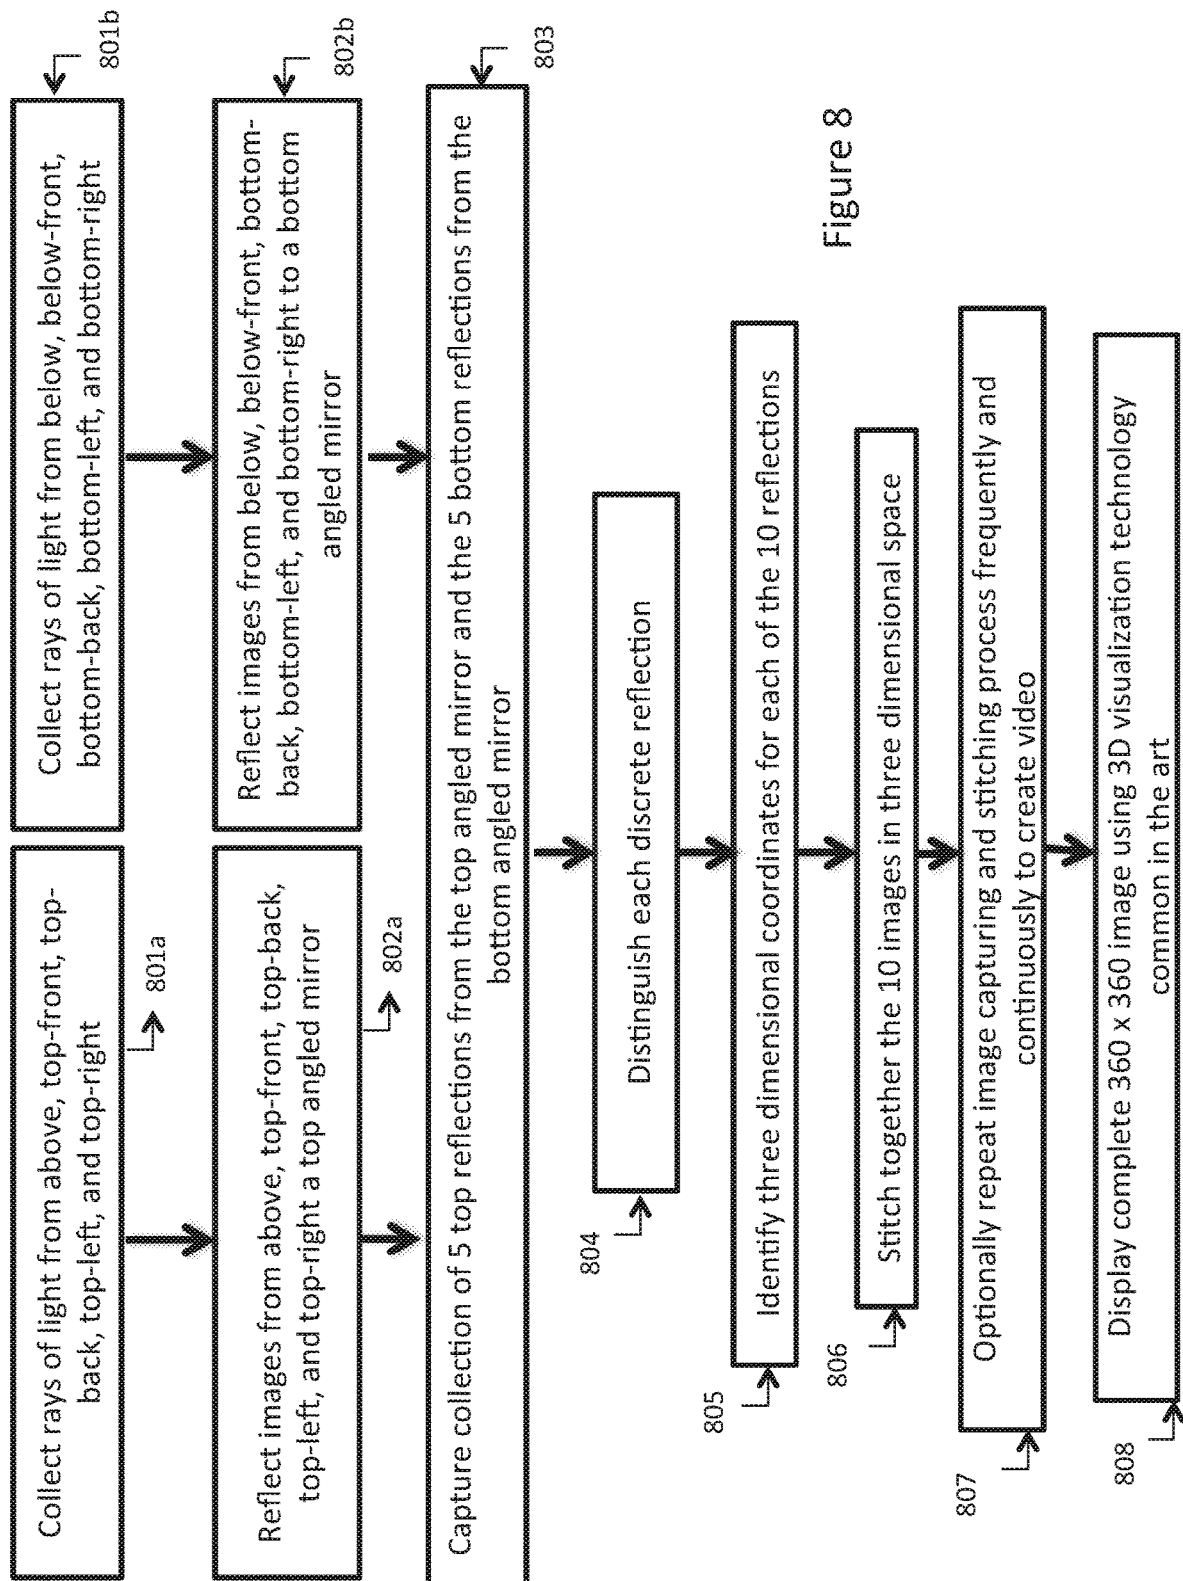 Collect rays of light from above, top-front, top-
back, top-left, and top-right
801a
Collect rays of light from below, below-front,
bottom-back, bottom-left, and bottom-right
801b
Reflect images from above, top-front, top-back,
top-left, and top-right a top angled mirror
802a
Reflect images from below, below-front, bottom-
back, bottom-left, and bottom-right to a bottom
angled mirror
802b
Capture collection of 5 top reflections from the top angled mirror and the 5 bottom reflections from the
bottom angled mirror
803
Distinguish each discrete reflection
804
Identify three dimensional coordinates for each of the 10 reflections
805
Stitch together the 10 images in three dimensional space
806
Optionally repeat image capturing and stitching process frequently and
continuously to create video
807
Display complete 360 x 360 image using 3D visualization technology
common in the art
808
Figure 8